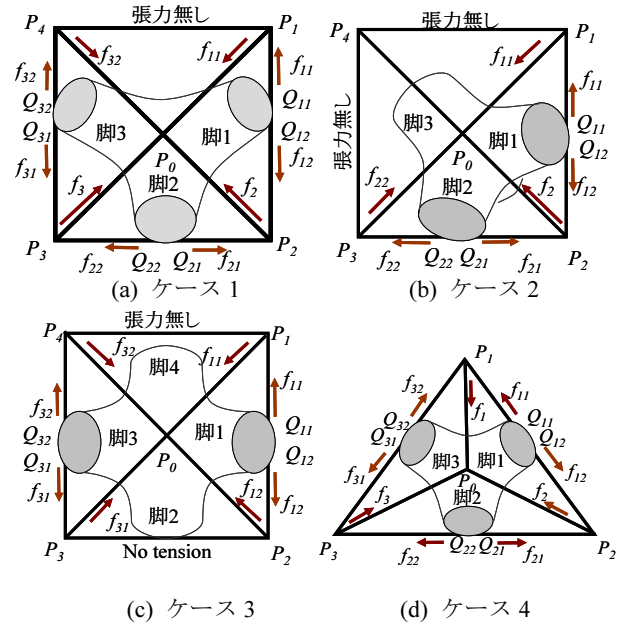 張力無し
P4 P1
f32 f11
f32 f11
Q32 Q11
脚3 脚1
Q31 Q12
P0
f31 f12
脚2
f3 f2
P3 P2
f22 Q22 Q21 f21
(a) ケース 1
張力無し
P4 P1
f11
f11
張力無し
脚3 脚1
Q11
P0 Q12
脚2
f22 f2 f12
P3 P2
f22 Q22 Q21 f21
(b) ケース 2
張力無し
P4 P1
f32 f11
脚4
f32 f11
Q32 脚3 脚1 Q11
Q31 P0 Q12
f31 f12
脚2
f31 f12
P3 P2
No tension
(c) ケース 3
P1
f32 f1 f11
Q32 Q11
Q31 脚3 脚1 Q12
P0
f31 脚2 f12
f3 f2
P3 P2
f22 Q22 Q21 f21
(d) ケース 4